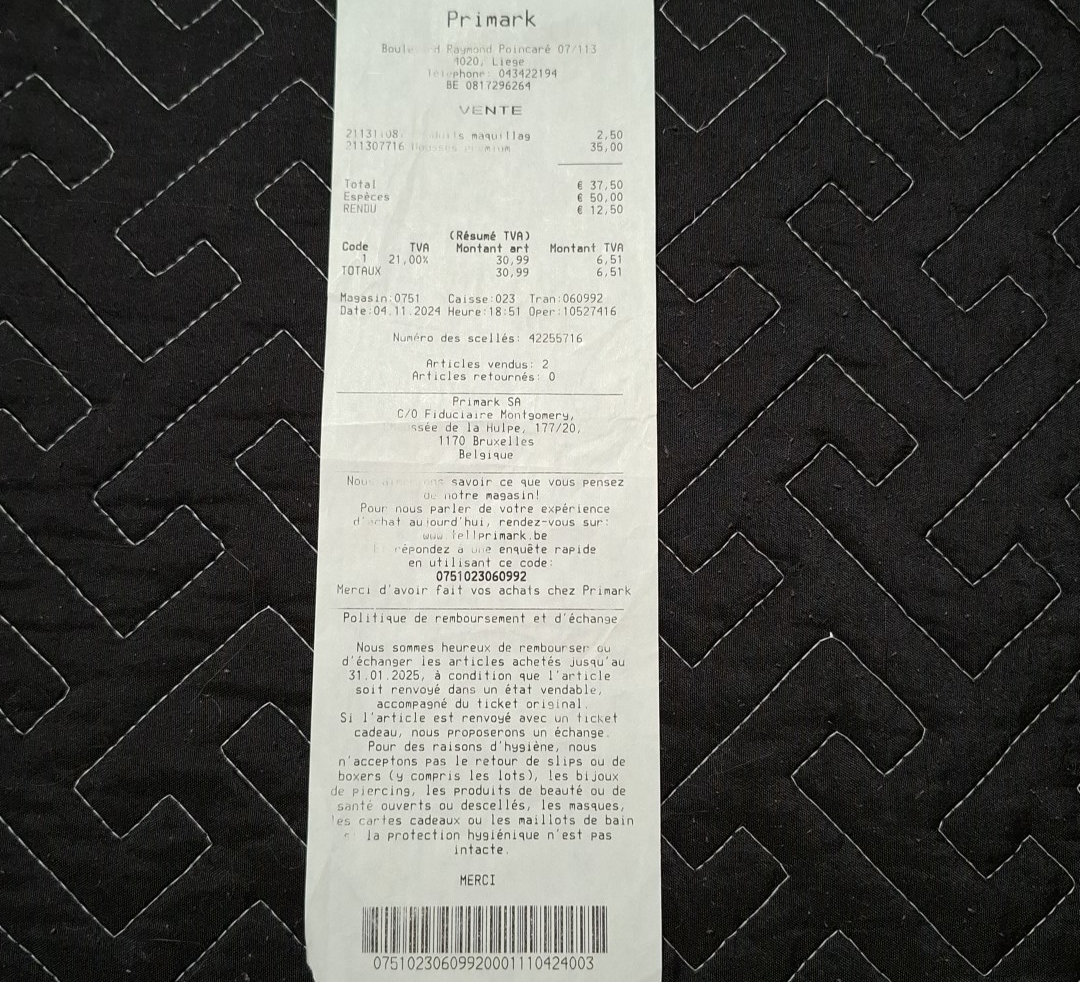 Primark
Raymond Poincaré 07/113
4020, Liege
Téléphone: 043422194
BE 0817296264
VENTE
maquillag 2,50
211307716 35,00
Total € 37,50
Espèces € 50,00
RENDU € 12,50
(Résumé TVA)
Code TVA Montant art Montant TVA
1 21,00% 30,99 6,51
TOTAUX 30,99 6,51
Magasin:0751 Caisse:023 Tran:060992
Date:04.11.2024 Heure:18:51 Oper:10527416
Numéro des scellés: 42255716
Articles vendus: 2
Articles retournés: 0
Primark SA
C/O Fiduciaire Montgomery,
de la Hulpe, 177/20,
1170 Bruxelles
Belgique
Nous savoir ce que vous pensez
de notre magasin!
Pour nous parler de votre expérience
d'achat aujourd'hui, rendez-vous sur:
www.tellprimark.be
répondez à une enquête rapide
en utilisant ce code:
0751023060992
Merci d'avoir fait vos achats chez Primark
Politique de remboursement et d'échange
Nous sommes heureux de rembourser ou
d'échanger les articles achetés jusqu'au
31.01.2025, à condition que l'article
soit renvoyé dans un état vendable,
accompagné du ticket original.
Si l'article est renvoyé avec un ticket
cadeau, nous proposerons un échange.
Pour des raisons d'hygiène, nous
n'acceptons pas le retour de slips ou de
boxers (y compris les lots), les bijoux
de piercing, les produits de beauté ou de
santé ouverts ou descellés, les masques,
les cartes cadeaux ou les maillots de bain
la protection hygiénique n'est pas
intacte.
MERCI
07510230609920001110424003